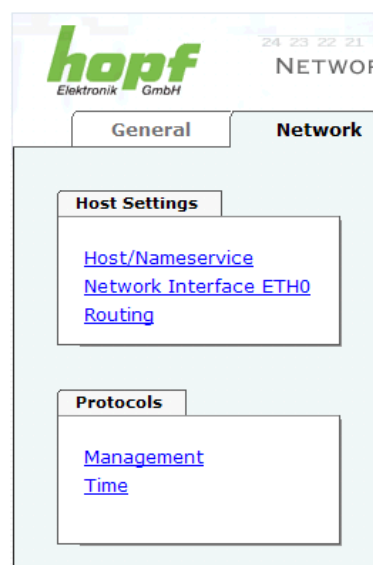 hopf
Elektronik GmbH
24 23 22 21
General
Network
Host Settings
Host/Nameservice
Network Interface ETH0
Routing
Protocols
Management
Time